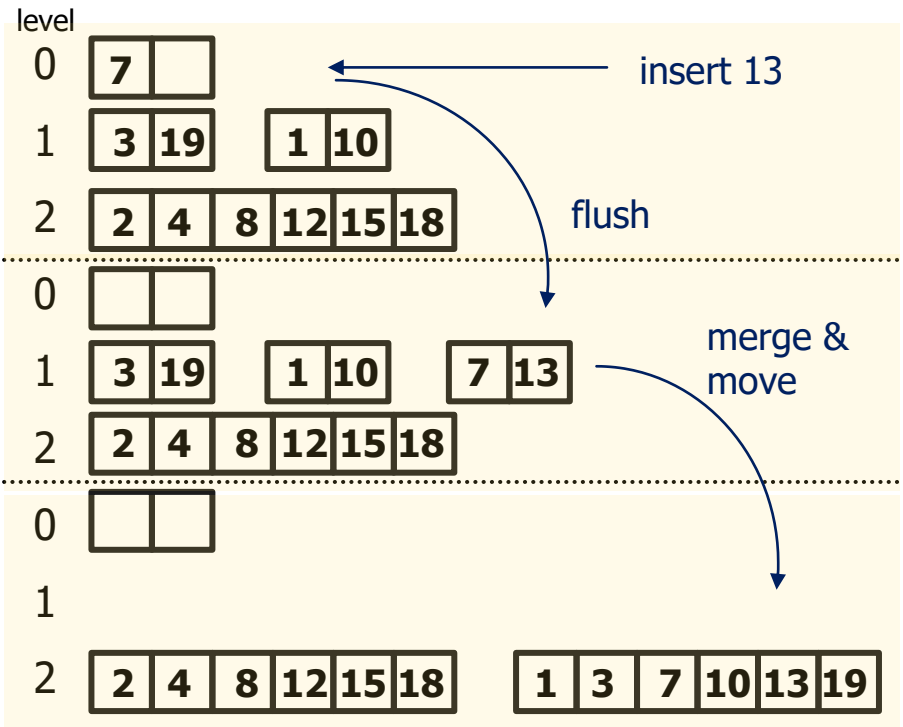 level
0 7 insert 13
1 3 19 1 10
2 2 4 8 12 15 18 flush
0
1 3 19 1 10 7 13 merge &
move
2 2 4 8 12 15 18
0
1
2 2 4 8 12 15 18 1 3 7 10 13 19